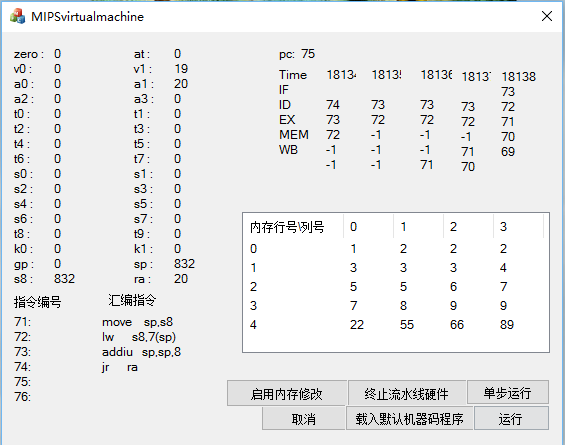 MIPSvirtualmachine
zero : 0 at : 0
v0 : 0 v1 : 19
a0 : 0 a1 : 20
a2 : 0 a3 : 0
t0 : 0 t1 : 0
t2 : 0 t3 : 0
t4 : 0 t5 : 0
t6 : 0 t7 : 0
s0 : 0 s1 : 0
s2 : 0 s3 : 0
s4 : 0 s5 : 0
s6 : 0 s7 : 0
t8 : 0 t9 : 0
k0 : 0 k1 : 0
gp : 0 sp : 832
s8 : 832 ra : 20
指令编号 汇编指令
71: move sp,s8
72: lw s8,7(sp)
73: addiu sp,sp,8
74: jr ra
75:
76:
pc: 75
Time 18134 18135 18136 18137 18138
IF 73
ID 74 73 73 73 72
EX 73 72 72 72 71
MEM 72 -1 -1 -1 70
WB -1 -1 -1 71 69
-1 -1 71 70
内存行号\列号 0 1 2 3
0 1 2 2 2
1 3 3 3 4
2 5 5 6 7
3 7 8 9 9
4 22 55 66 89
启用内存修改 终止流水线硬件 单步运行
取消 载入默认机器码程序 运行